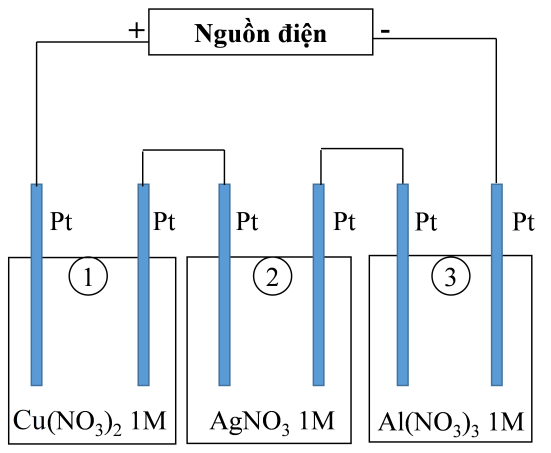 + Nguồn điện -
Pt Pt Pt Pt Pt Pt
1 2 3
Cu(NO₃)₂ 1M AgNO₃ 1M Al(NO₃)₃ 1M